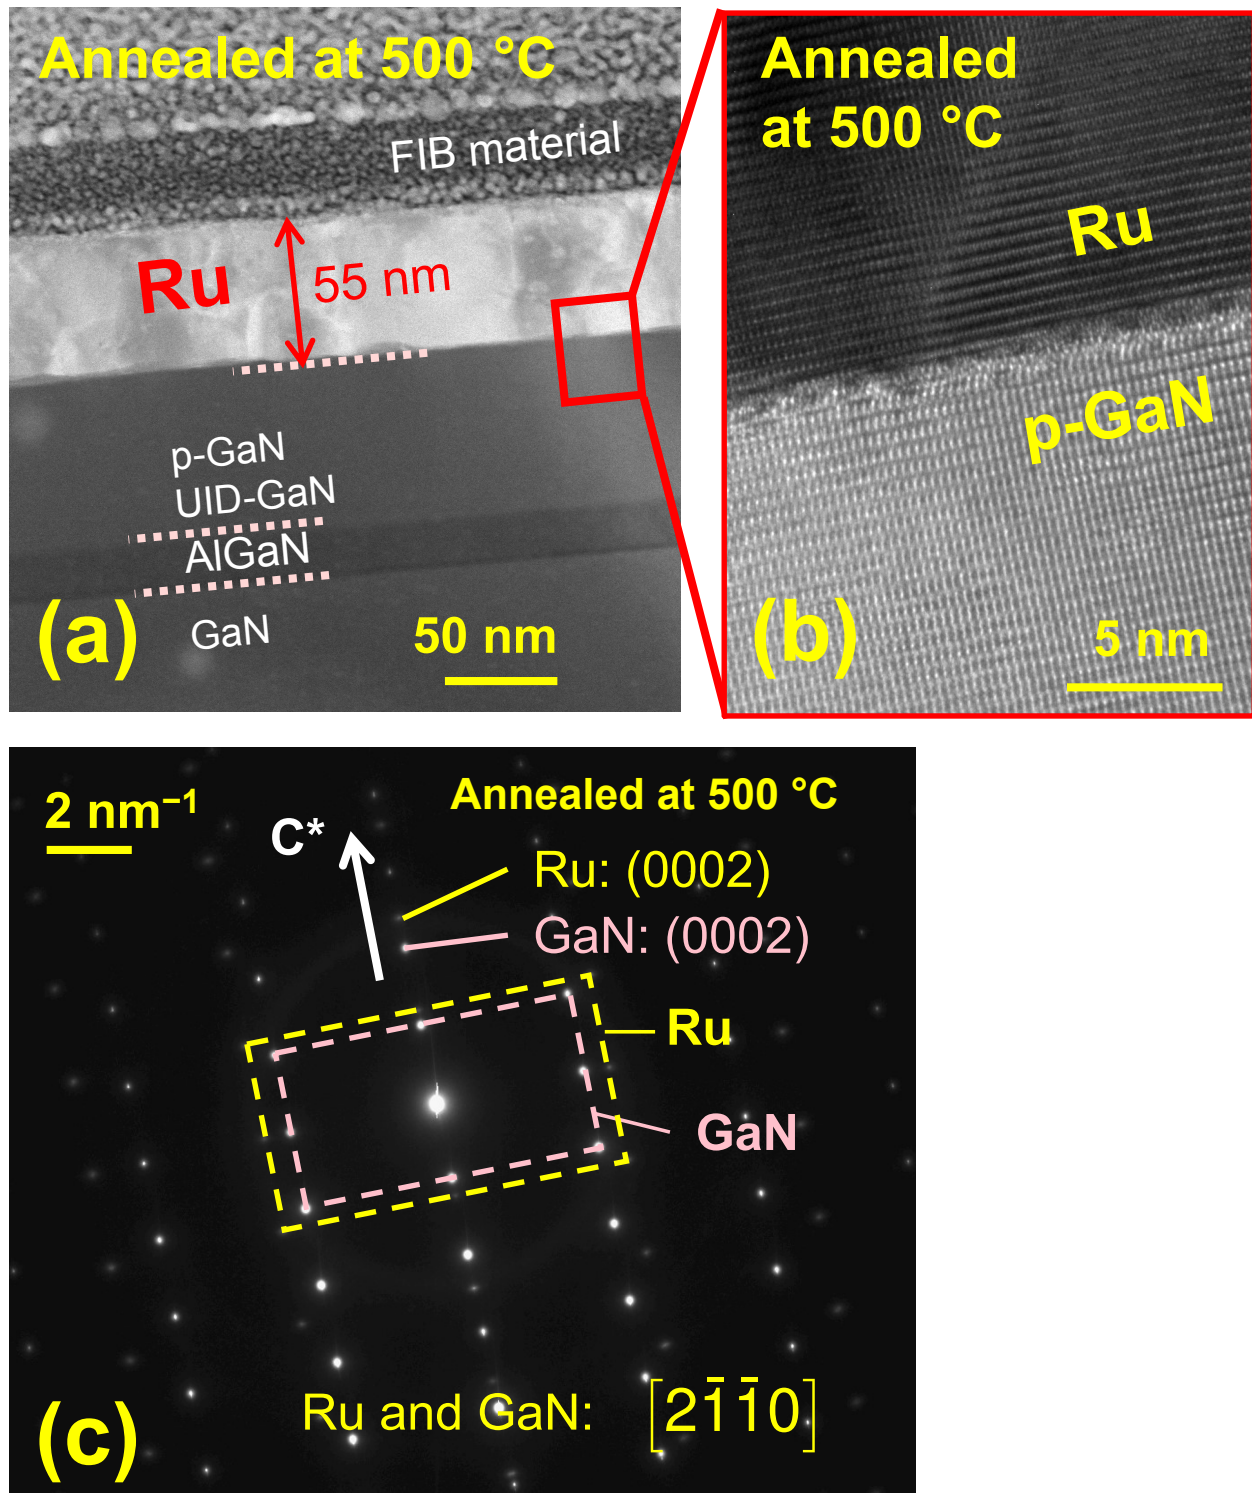 Annealed at 500 °C
FIB material
Ru
55 nm
p-GaN
UID-GaN
AlGaN
GaN
(a)
50 nm
Annealed
at 500 °C
Ru
p-GaN
(b)
5 nm
2 nm⁻¹
Annealed at 500 °C
C*
Ru: (0002)
GaN: (0002)
Ru
GaN
Ru and GaN: [21̄1̄0]
(c)